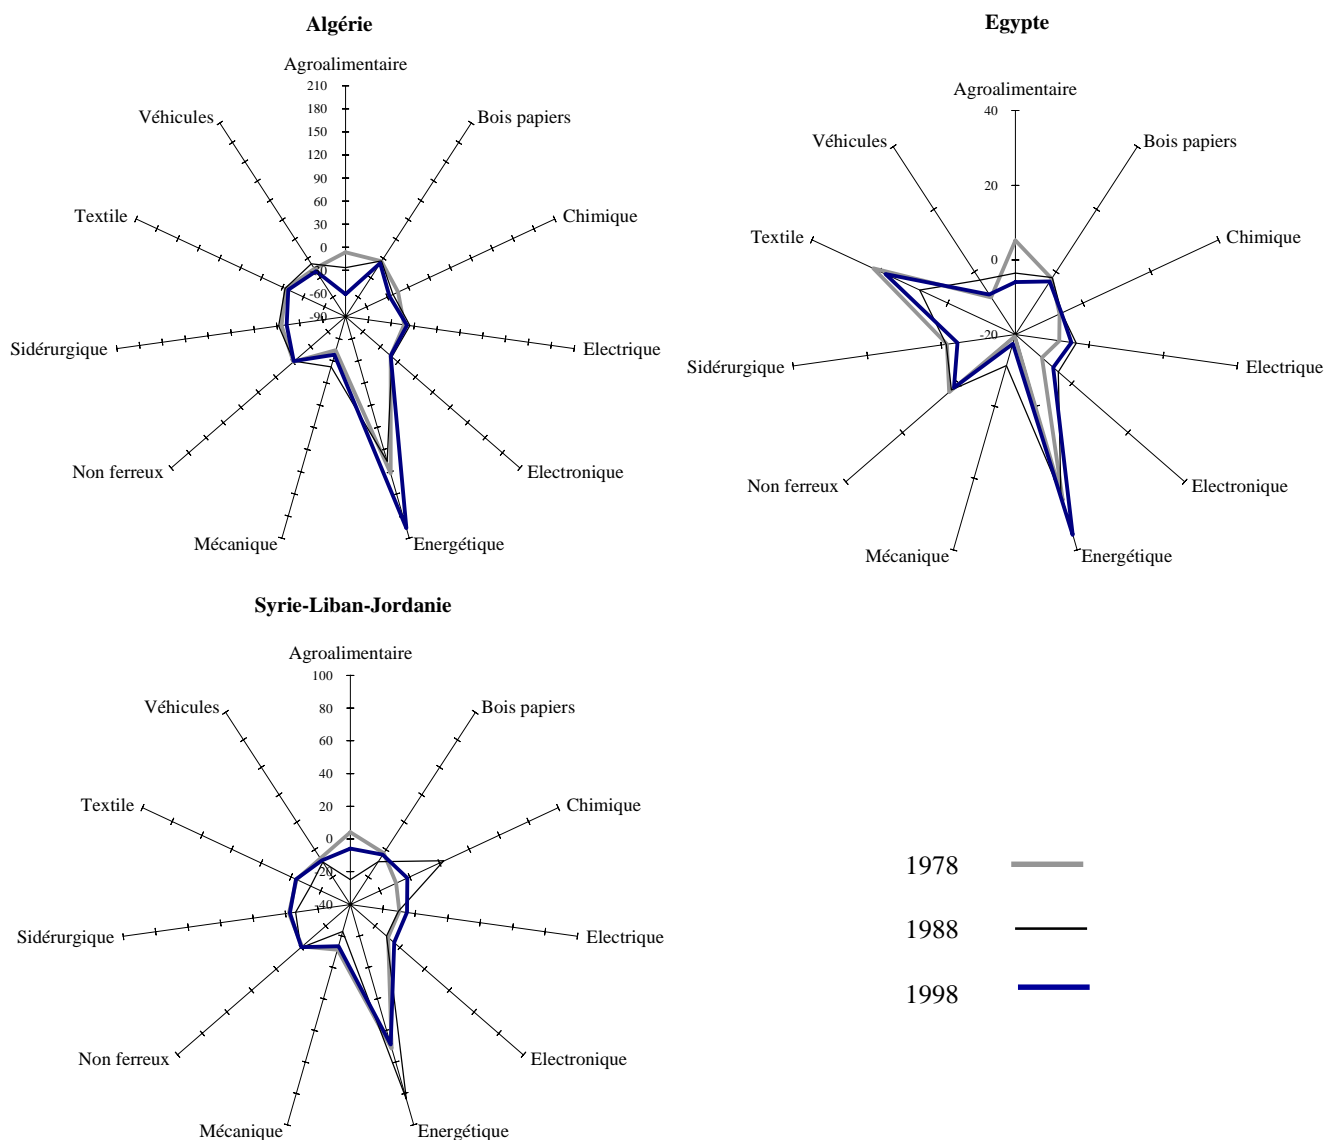 Algérie
Agroalimentaire
210
180
150
120
90
60
30
0
-30
-60
-90
Véhicules
Bois papiers
Textile
Chimique
Sidérurgique
Electrique
Non ferreux
Electronique
Mécanique
Energétique
Egypte
Agroalimentaire
40
20
0
-20
Véhicules
Bois papiers
Textile
Chimique
Sidérurgique
Electrique
Non ferreux
Electronique
Mécanique
Energétique
Syrie-Liban-Jordanie
Agroalimentaire
100
80
60
40
20
0
-20
-40
Véhicules
Bois papiers
Textile
Chimique
Sidérurgique
Electrique
Non ferreux
Electronique
Mécanique
Energétique
1978
1988
1998